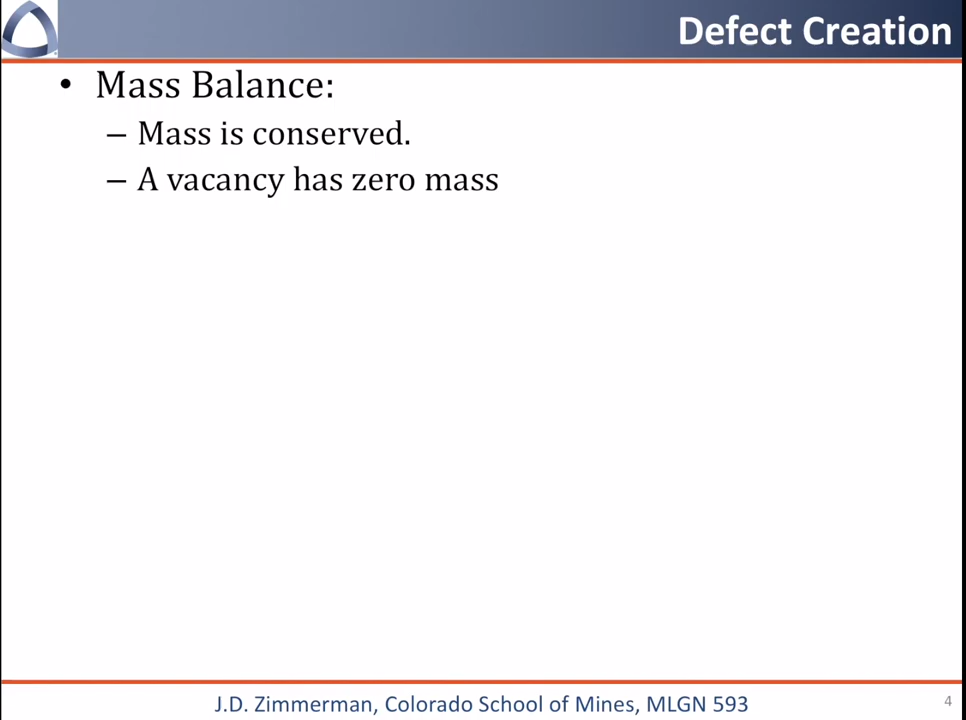 Defect Creation
• Mass Balance:
– Mass is conserved.
– A vacancy has zero mass
J.D. Zimmerman, Colorado School of Mines, MLGN 593
4